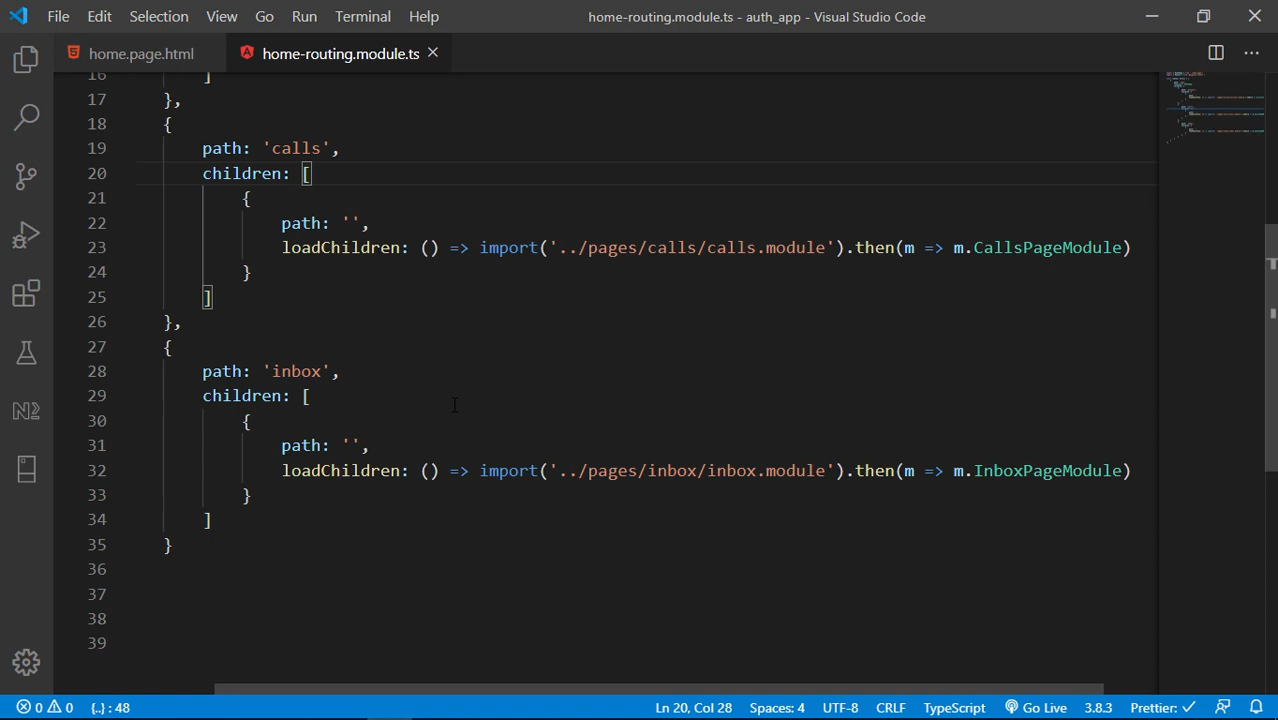 File Edit Selection View Go Run Terminal Help home-routing.module.ts - auth_app - Visual Studio Code
home.page.html home-routing.module.ts
16 ]
17 },
18 {
19 path: 'calls',
20 children: [
21 {
22 path: '',
23 loadChildren: () => import('../pages/calls/calls.module').then(m => m.CallsPageModule)
24 }
25 ]
26 },
27 {
28 path: 'inbox',
29 children: [
30 {
31 path: '',
32 loadChildren: () => import('../pages/inbox/inbox.module').then(m => m.InboxPageModule)
33 }
34 ]
35 }
36
37
38
39
0 0 {..} : 48 Ln 20, Col 28 Spaces: 4 UTF-8 CRLF TypeScript Go Live 3.8.3 Prettier: ✓